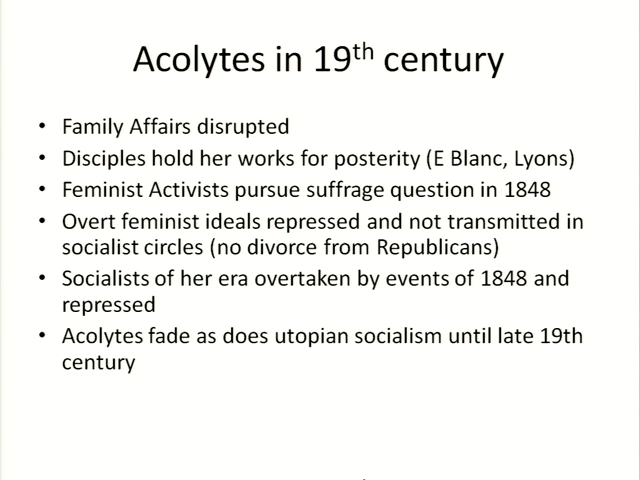 Acolytes in 19th century
• Family Affairs disrupted
• Disciples hold her works for posterity (E Blanc, Lyons)
• Feminist Activists pursue suffrage question in 1848
• Overt feminist ideals repressed and not transmitted in
socialist circles (no divorce from Republicans)
• Socialists of her era overtaken by events of 1848 and
repressed
• Acolytes fade as does utopian socialism until late 19th
century